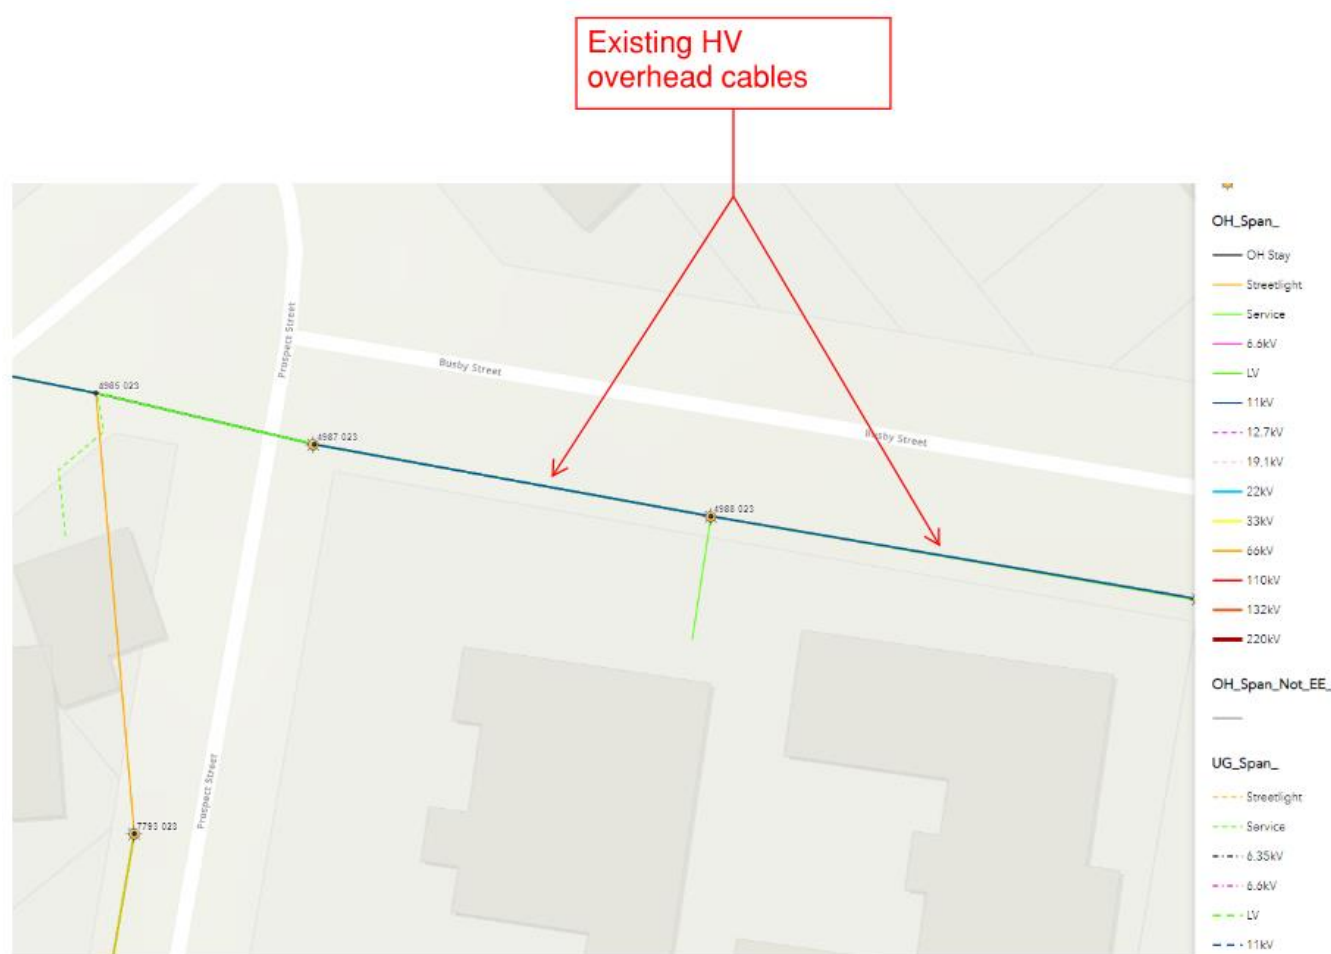 Existing HV
overhead cables
OH_Span_
OH Stay
Streetlight
Service
6.6kV
LV
11kV
12.7kV
19.1kV
22kV
33kV
66kV
110kV
132kV
220kV
OH_Span_Not_EE_
UG_Span_
Streetlight
Service
6.35kV
6.6kV
LV
11kV
Prospect Street
Busby Street
Busby Street
4985 023
4987 023
4988 023
Prospect Street
7793 023